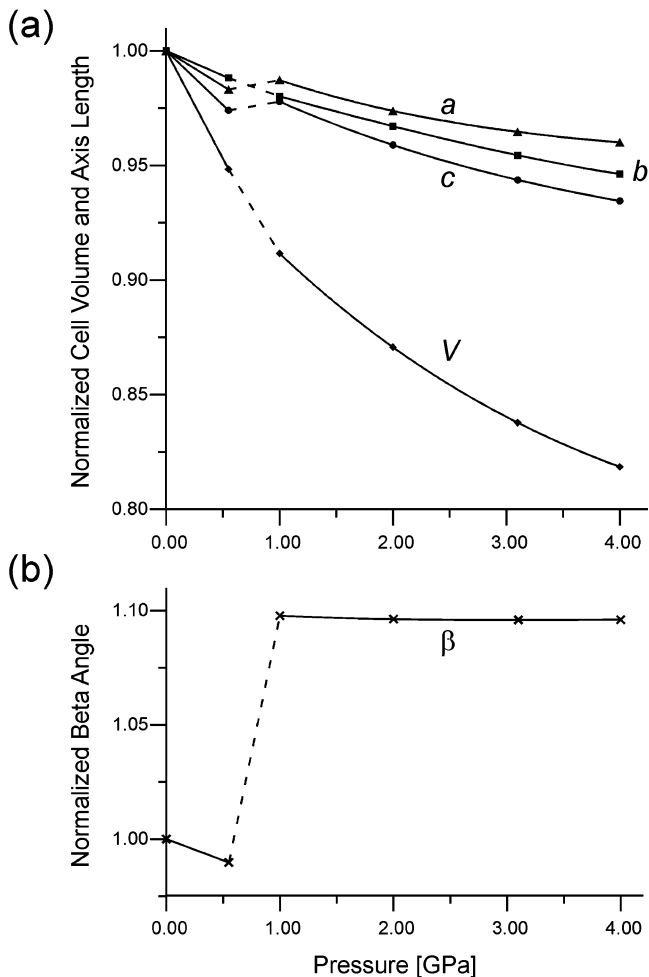 (a)
Normalized Cell Volume and Axis Length
1.00
0.95
0.90
0.85
0.80
a
b
c
V
0.00
1.00
2.00
3.00
4.00
(b)
Normalized Beta Angle
1.10
1.05
1.00
β
0.00
1.00
2.00
3.00
4.00
Pressure [GPa]